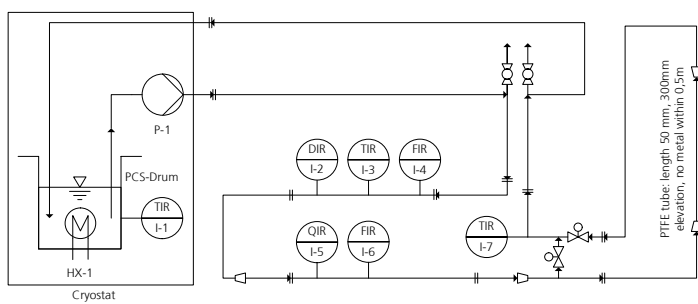 P-1
DIR
I-2
TIR
I-3
FIR
I-4
PCS-Drum
TIR
I-1
QIR
I-5
FIR
I-6
TIR
I-7
HX-1
Cryostat
PTFE tube: length 50 mm, 300mm
elevation, no metal within 0,5m